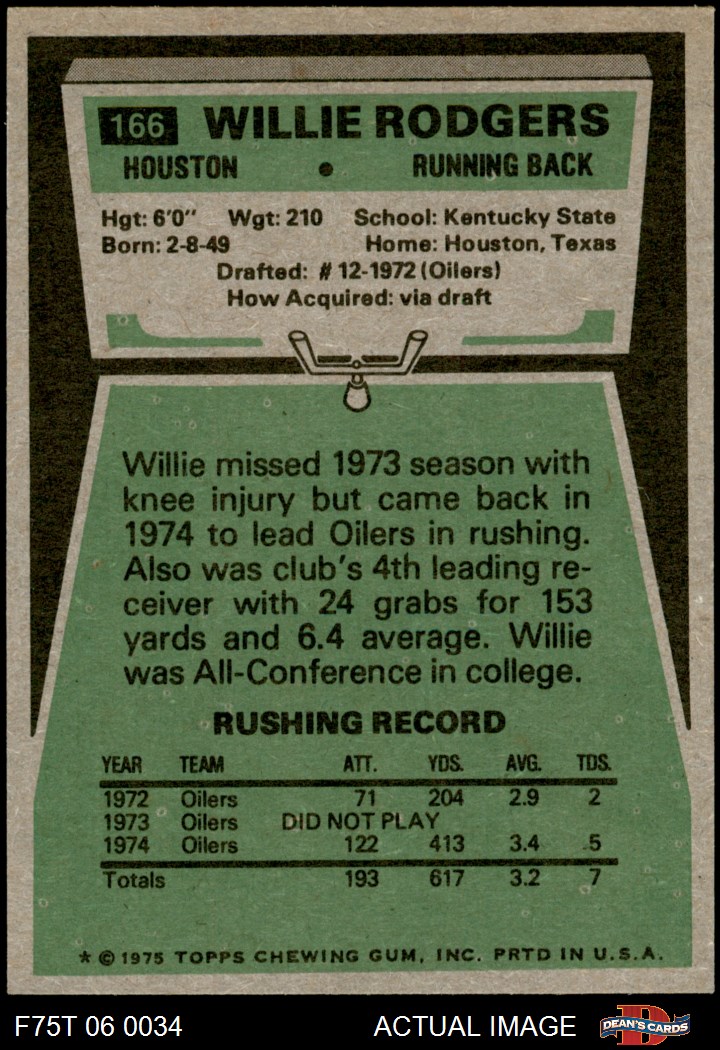 166 WILLIE RODGERS
HOUSTON • RUNNING BACK
Hgt: 6'0" Wgt: 210 School: Kentucky State
Born: 2-8-49 Home: Houston, Texas
Drafted: #12-1972 (Oilers)
How Acquired: via draft
Willie missed 1973 season with
knee injury but came back in
1974 to lead Oilers in rushing.
Also was club's 4th leading re-
ceiver with 24 grabs for 153
yards and 6.4 average. Willie
was All-Conference in college.
RUSHING RECORD
YEAR TEAM ATT. YDS. AVG. TDS.
1972 Oilers 71 204 2.9 2
1973 Oilers DID NOT PLAY
1974 Oilers 122 413 3.4 5
Totals 193 617 3.2 7
* © 1975 TOPPS CHEWING GUM, INC. PRTD IN U.S.A.
F75T 06 0034 ACTUAL IMAGE D DEAN'S CARDS